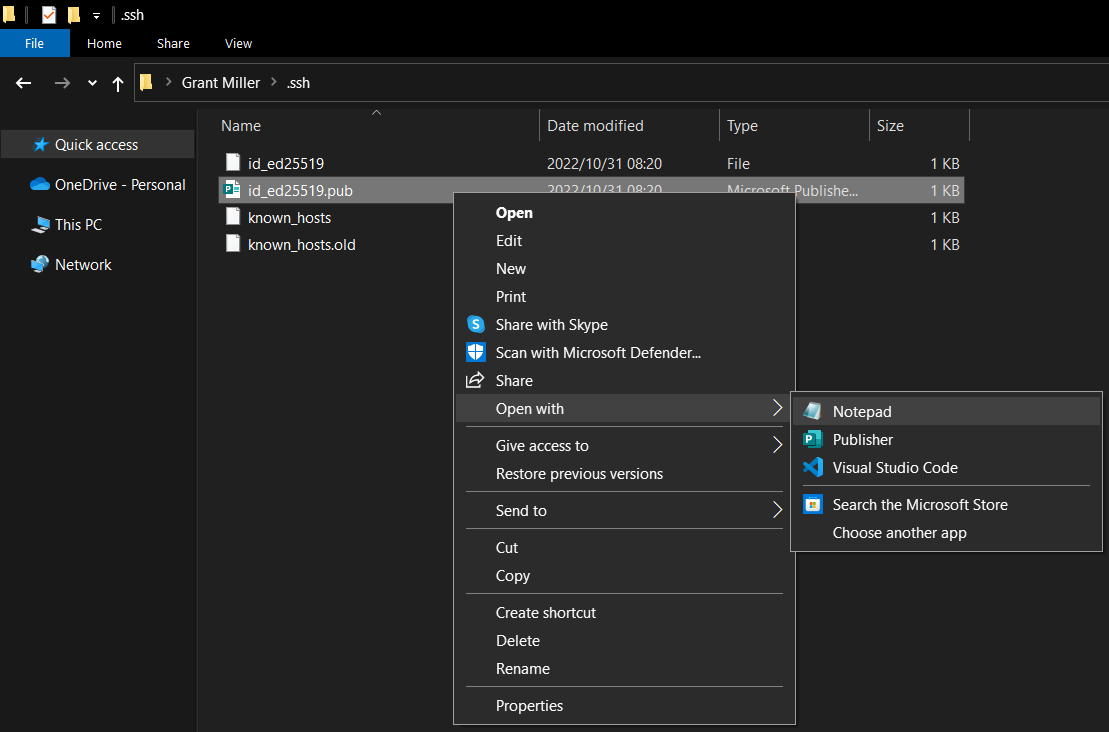 .ssh
File Home Share View
Grant Miller .ssh
Name Date modified Type Size
Quick access
OneDrive - Personal
This PC
Network
id_ed25519 2022/10/31 08:20 File 1 KB
id_ed25519.pub 2022/10/31 08:20 Microsoft Publishe... 1 KB
known_hosts 1 KB
known_hosts.old 1 KB
Open
Edit
New
Print
Share with Skype
Scan with Microsoft Defender...
Share
Open with
Give access to
Restore previous versions
Send to
Cut
Copy
Create shortcut
Delete
Rename
Properties
Notepad
Publisher
Visual Studio Code
Search the Microsoft Store
Choose another app